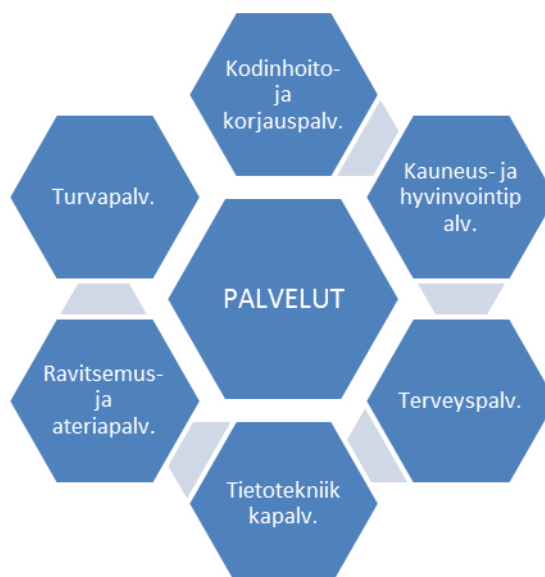 Kodinhoito-
ja
korjauspalv.
Kauneus- ja
hyvinvointip
alv.
Terveyspalv.
Tietotekniik
kapalv.
Ravitsemus-
ja
ateriapalv.
Turvapalv.
PALVELUT